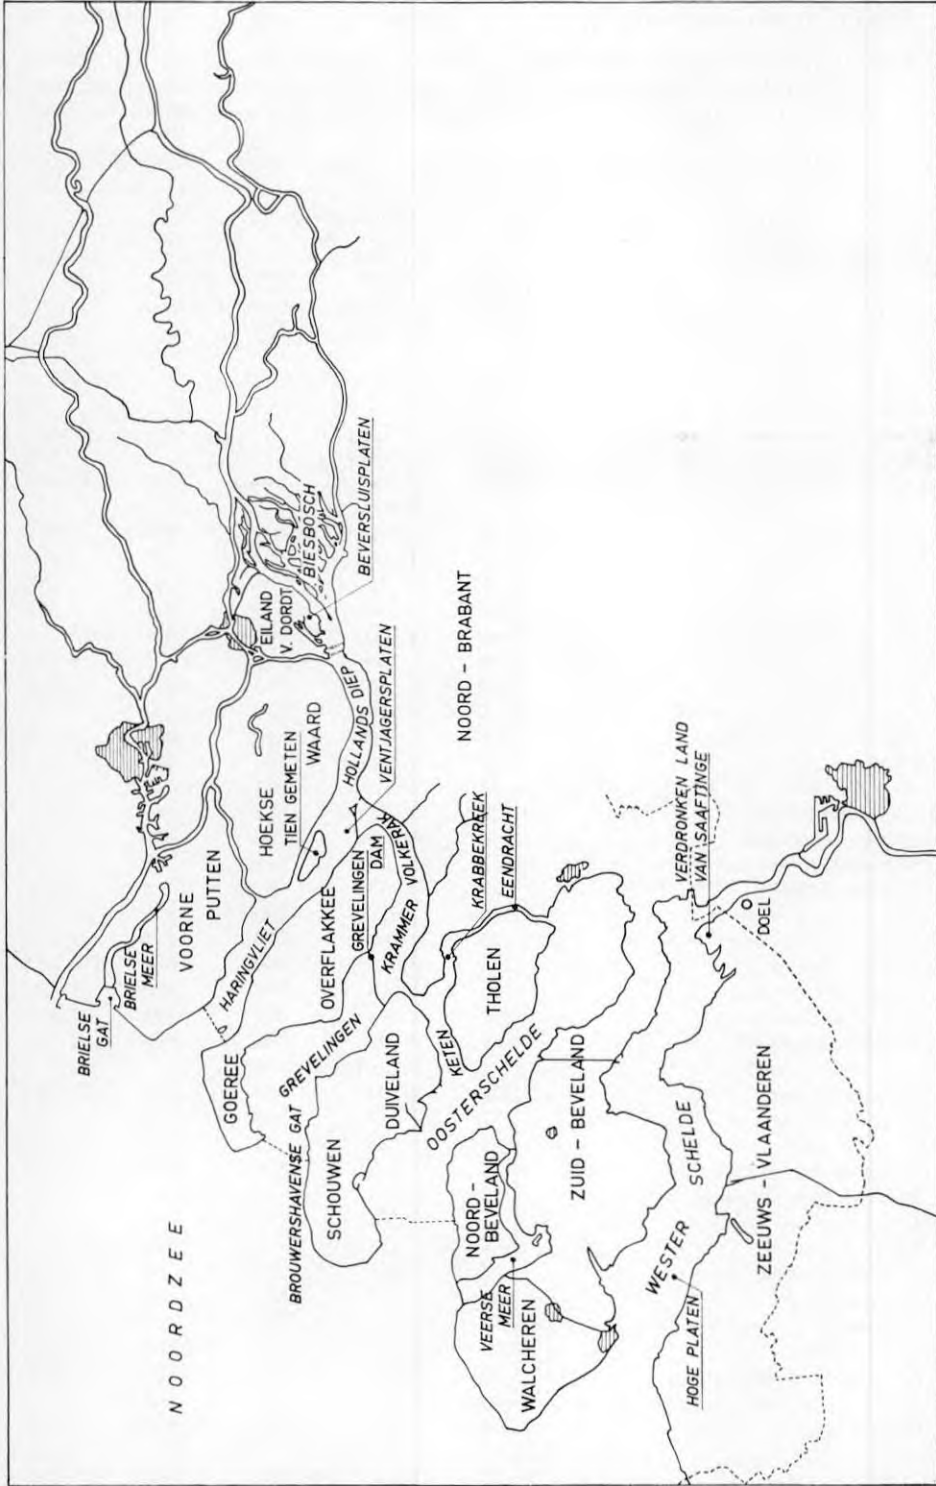 NOORDZEE
BRIELSE
GAT
BRIELSE
MEER
VOORNE
PUTTEN
GOEREE
HARINGVLIET
HOEKSE
TIEN GEMETEN
WAARD
EILAND
V. DORDT
BIESBOSCH
BEVERSLUISPLATEN
HOLLANDS DIEP
VENTJAGERSPLATEN
OVERFLAKKEE
GREVELINGEN
DAM
KRAMMER
VOLKERAK
BROUWERSHAVENSE GAT
GREVELINGEN
SCHOUWEN
DUIVELAND
KETEN
KRABBEKREEK
EENDRACHT
THOLEN
NOORD - BRABANT
OOSTERSCHELDE
NOORD -
BEVELAND
VEERSE
MEER
WALCHEREN
ZUID - BEVELAND
WESTER
SCHELDE
HOGE PLATEN
VERDRONKEN LAND
VAN SAAFTINGE
DOEL
ZEEUWS - VLAANDEREN